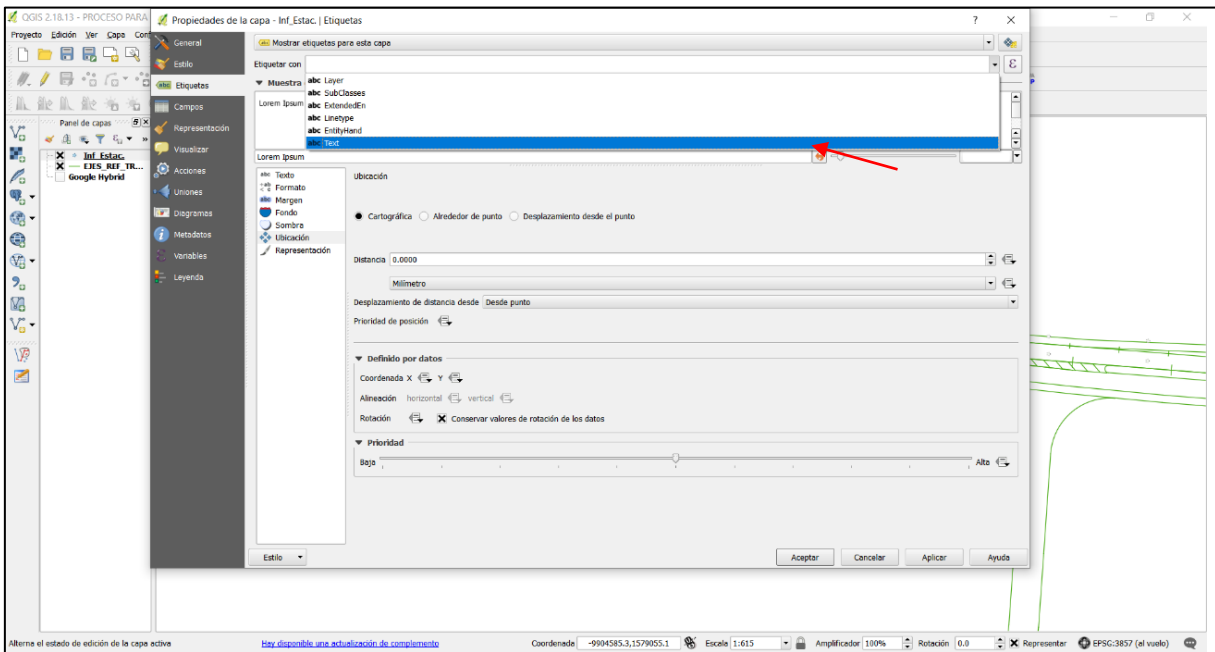 QGIS 2.18.13 - PROCESO PARA
Propiedades de la capa - Inf_Estac. | Etiquetas
Proyecto Edición Ver Capa Conf
General
Estilo
Etiquetas
Campos
Representación
Visualizar
Acciones
Uniones
Diagramas
Metadatos
Variables
Leyenda
Panel de capas
Inf_Estac.
EJES_REF_TR...
Google Hybrid
Mostrar etiquetas para esta capa
Etiquetar con
Muestra
Lorem Ipsum
abc Layer
abc SubClasses
abc ExtendedEn
abc Linetype
abc EntityHand
abc Text
Lorem Ipsum
Texto
Formato
Margen
Fondo
Sombra
Ubicación
Representación
Ubicación
Cartográfica Alrededor de punto Desplazamiento desde el punto
Distancia 0.0000
Milímetro
Desplazamiento de distancia desde Desde punto
Prioridad de posición
Definido por datos
Coordenada X Y
Alineación horizontal vertical
Rotación Conservar valores de rotación de los datos
Prioridad
Baja Alta
Estilo Aceptar Cancelar Aplicar Ayuda
Alterna el estado de edición de la capa activa Hay disponible una actualización de complemento Coordenada -9904585.3,1579055.1 Escala 1:615 Amplificador 100% Rotación 0.0 Representar EPSG:3857 (al vuelo)